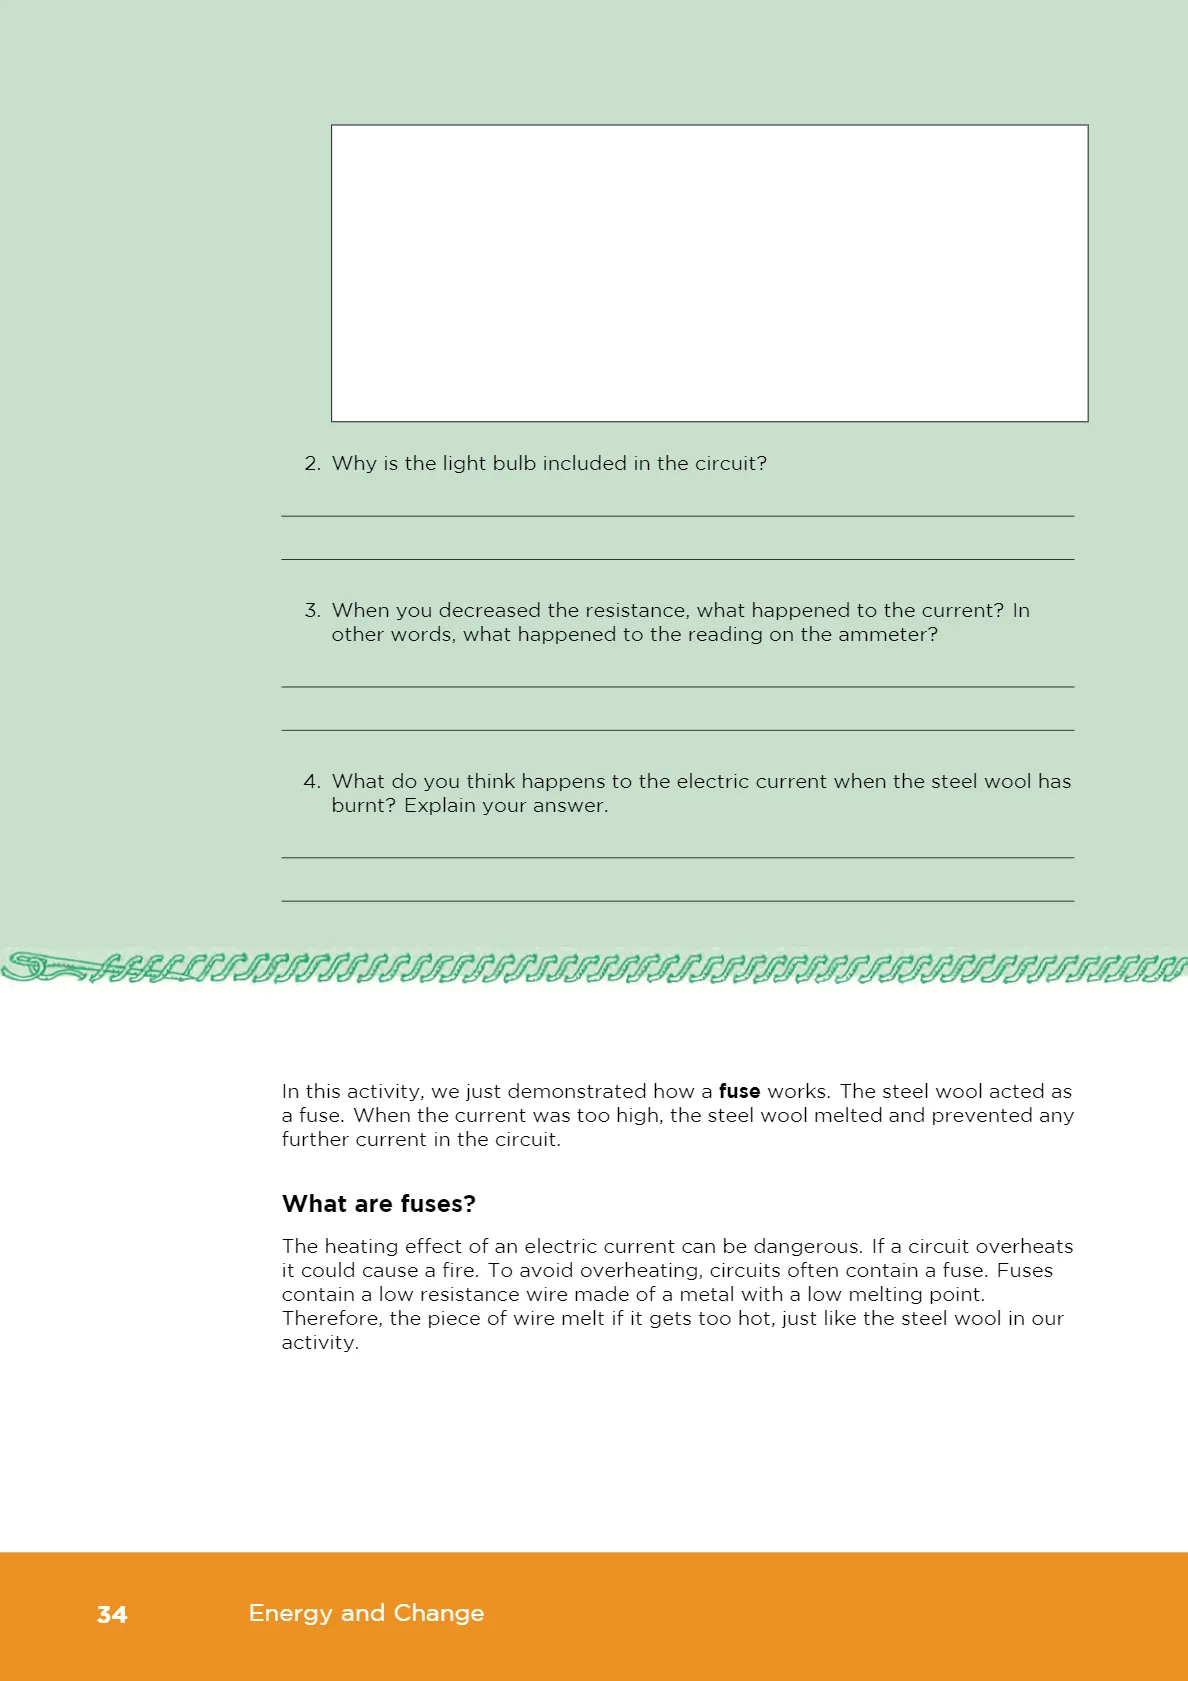 2. Why is the light bulb included in the circuit?
3. When you decreased the resistance, what happened to the current? In
other words, what happened to the reading on the ammeter?
4. What do you think happens to the electric current when the steel wool has
burnt? Explain your answer.
In this activity, we just demonstrated how a fuse works. The steel wool acted as
a fuse. When the current was too high, the steel wool melted and prevented any
further current in the circuit.
What are fuses?
The heating effect of an electric current can be dangerous. If a circuit overheats
it could cause a fire. To avoid overheating, circuits often contain a fuse. Fuses
contain a low resistance wire made of a metal with a low melting point.
Therefore, the piece of wire melt if it gets too hot, just like the steel wool in our
activity.
34 Energy and Change